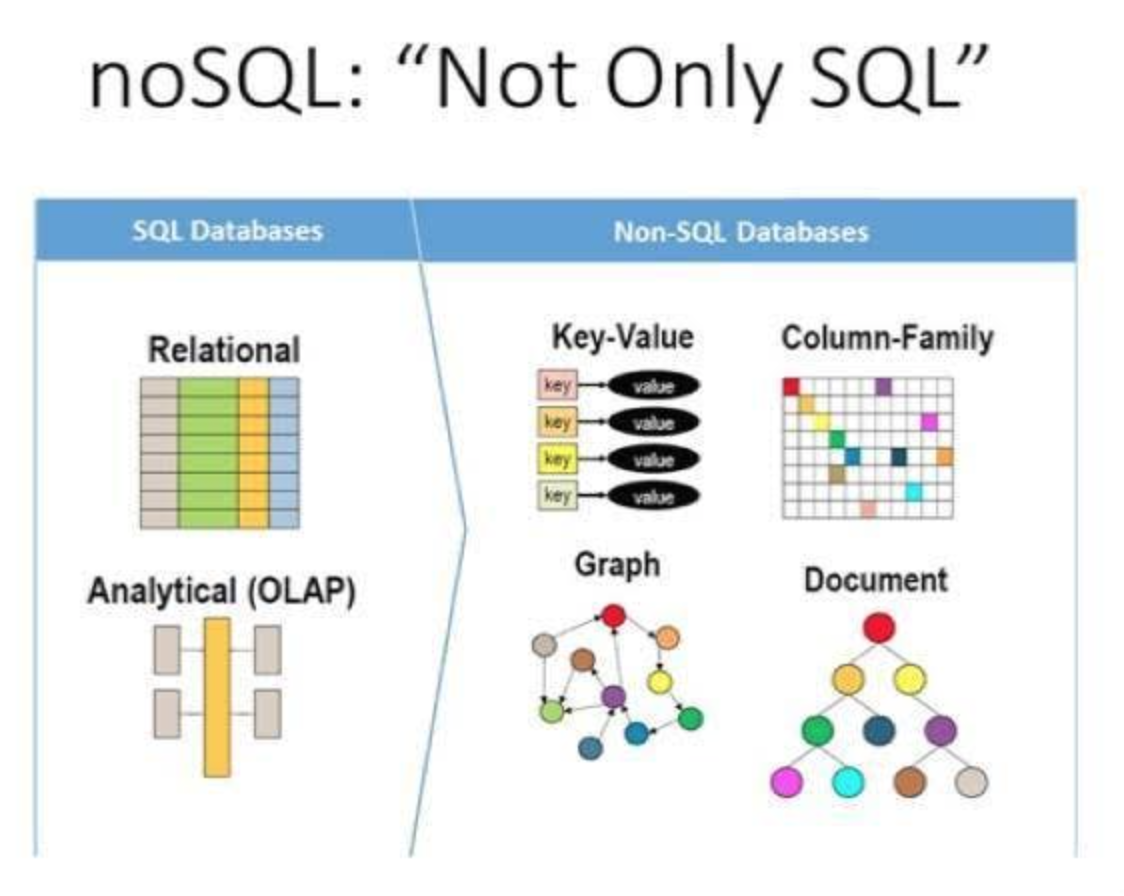 noSQL: “Not Only SQL”
SQL Databases
Non-SQL Databases
Relational
Analytical (OLAP)
Key-Value
key value
key value
key value
key value
Column-Family
Graph
Document